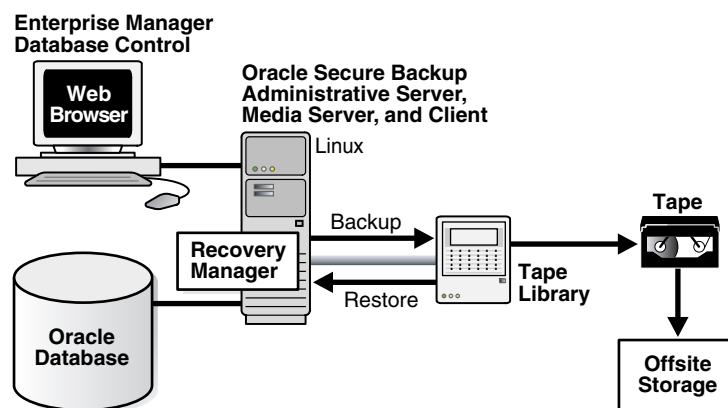 Enterprise Manager
Database Control
Web
Browser
Oracle Secure Backup
Administrative Server,
Media Server, and Client
Linux
Backup
Recovery
Manager
Restore
Tape
Library
Tape
Oracle
Database
Offsite
Storage